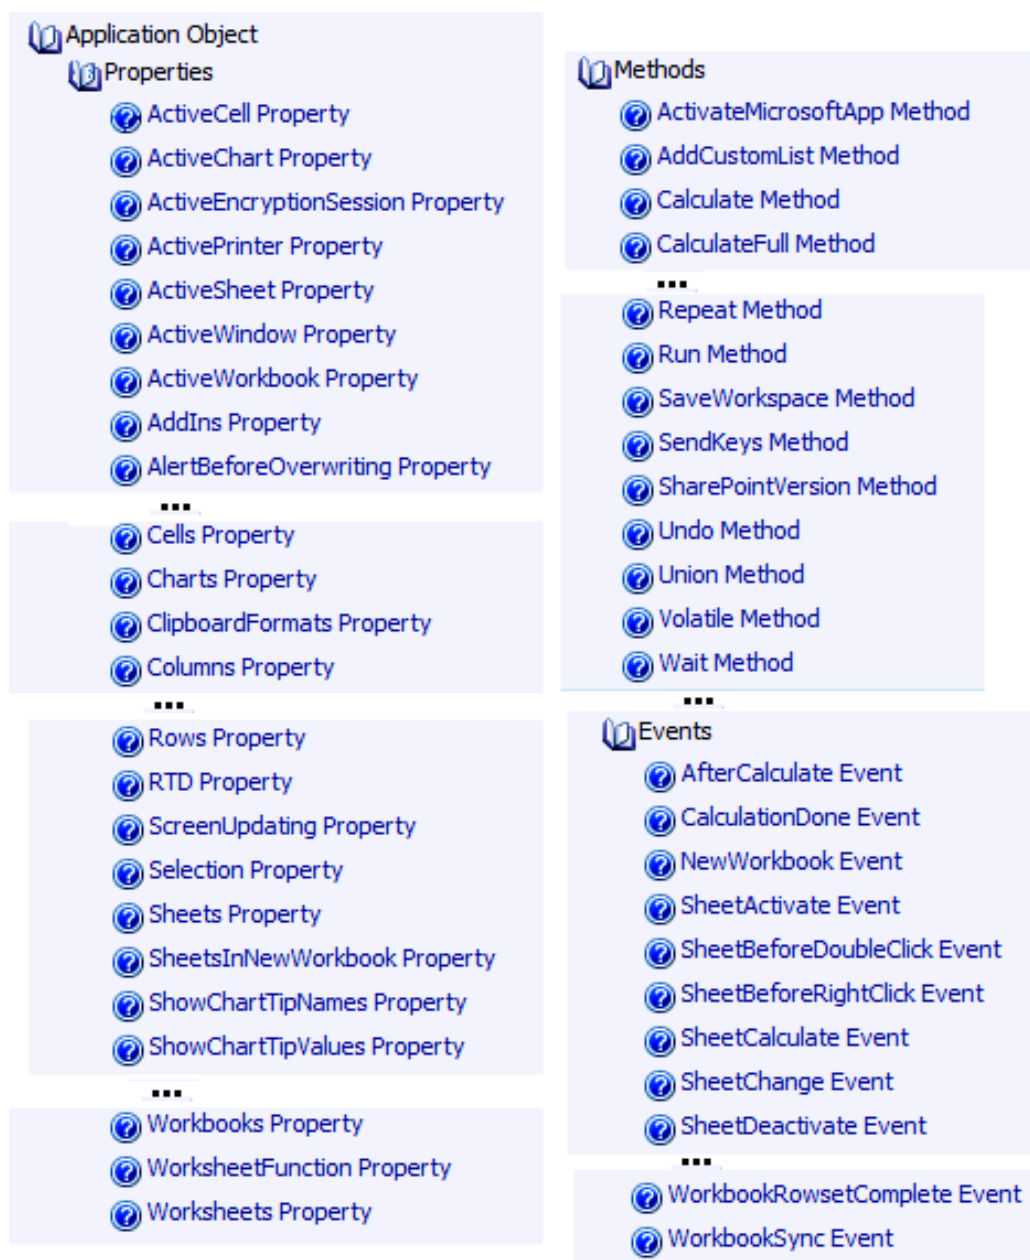 Application Object
Properties
ActiveCell Property
ActiveChart Property
ActiveEncryptionSession Property
ActivePrinter Property
ActiveSheet Property
ActiveWindow Property
ActiveWorkbook Property
AddIns Property
AlertBeforeOverwriting Property
...
Cells Property
Charts Property
ClipboardFormats Property
Columns Property
...
Rows Property
RTD Property
ScreenUpdating Property
Selection Property
Sheets Property
SheetsInNewWorkbook Property
ShowChartTipNames Property
ShowChartTipValues Property
...
Workbooks Property
WorksheetFunction Property
Worksheets Property
Methods
ActivateMicrosoftApp Method
AddCustomList Method
Calculate Method
CalculateFull Method
...
Repeat Method
Run Method
SaveWorkspace Method
SendKeys Method
SharePointVersion Method
Undo Method
Union Method
Volatile Method
Wait Method
...
Events
AfterCalculate Event
CalculationDone Event
NewWorkbook Event
SheetActivate Event
SheetBeforeDoubleClick Event
SheetBeforeRightClick Event
SheetCalculate Event
SheetChange Event
SheetDeactivate Event
...
WorkbookRowsetComplete Event
WorkbookSync Event